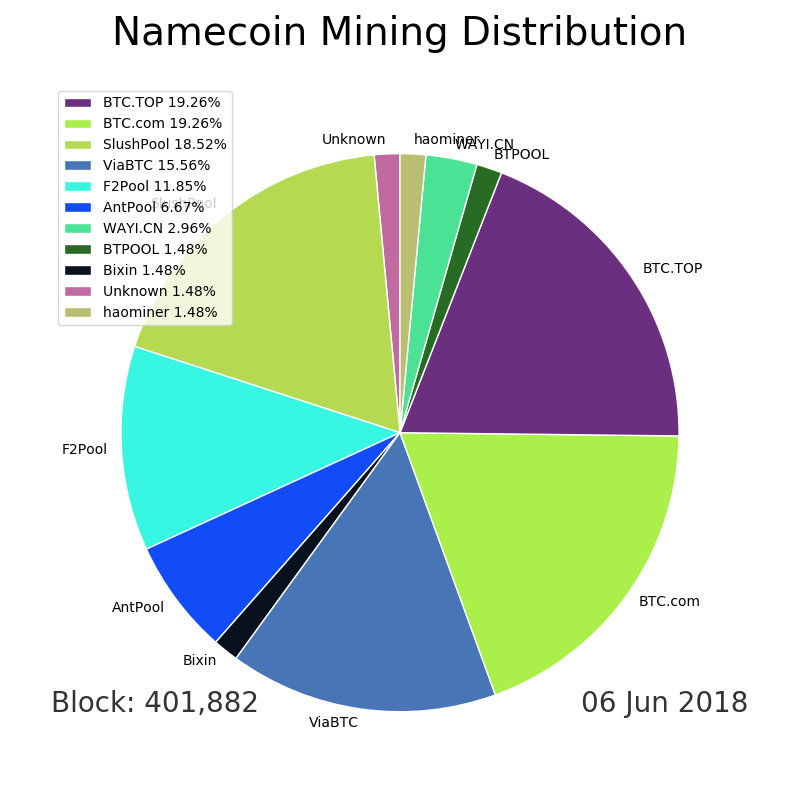 Namecoin Mining Distribution
BTC.TOP 19.26%
BTC.com 19.26%
SlushPool 18.52%
ViaBTC 15.56%
F2Pool 11.85%
AntPool 6.67%
WAYI.CN 2.96%
BTPOOL 1.48%
Bixin 1.48%
Unknown 1.48%
haominer 1.48%
Unknown
haominer
WAYI.CN
BTPOOL
SlushPool
BTC.TOP
F2Pool
BTC.com
AntPool
Bixin
ViaBTC
Block: 401,882
06 Jun 2018